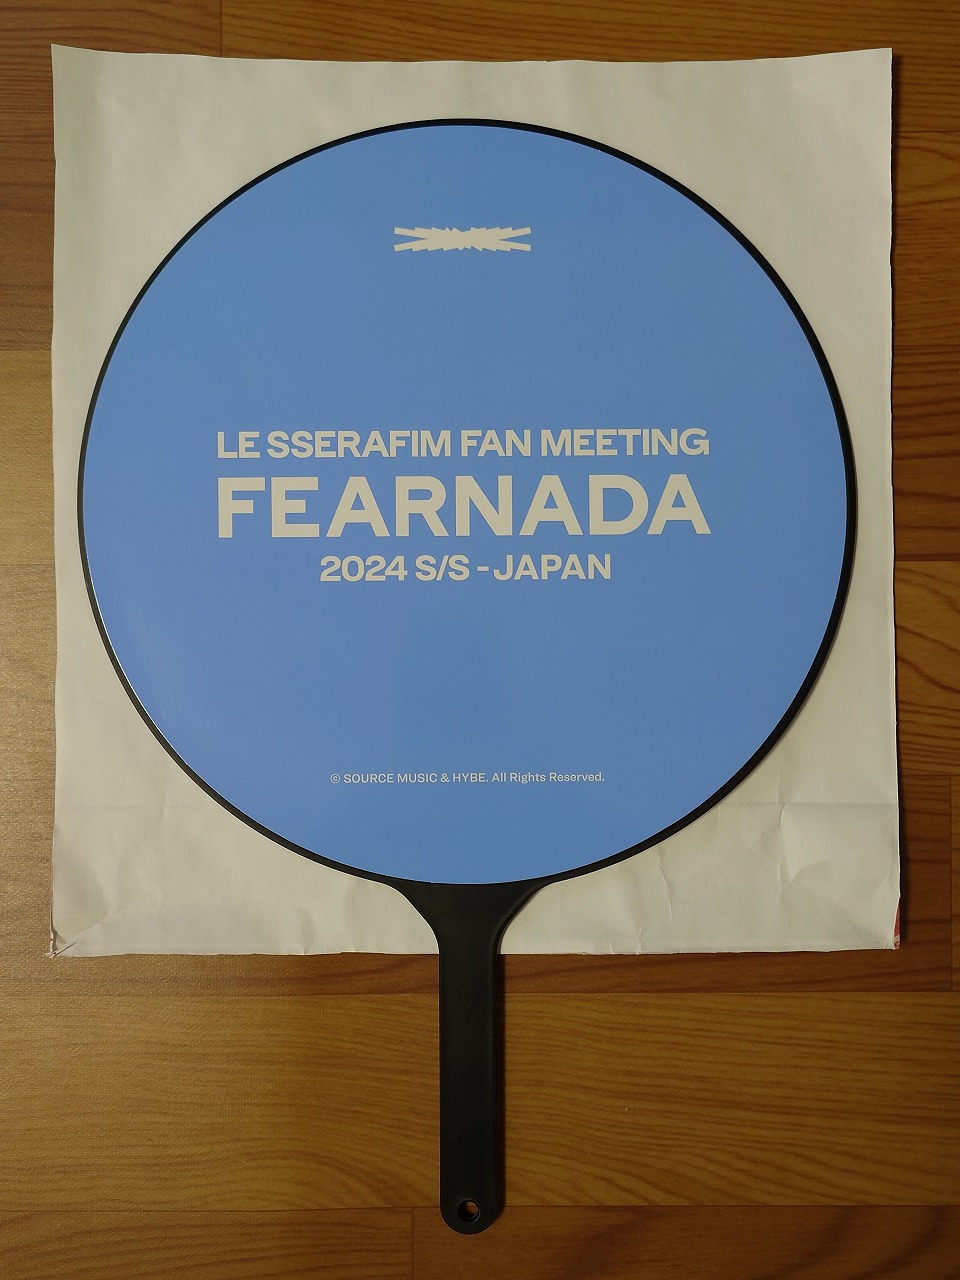 LE SSERAFIM FAN MEETING
FEARNADA
2024 S/S - JAPAN
© SOURCE MUSIC & HYBE. All Rights Reserved.